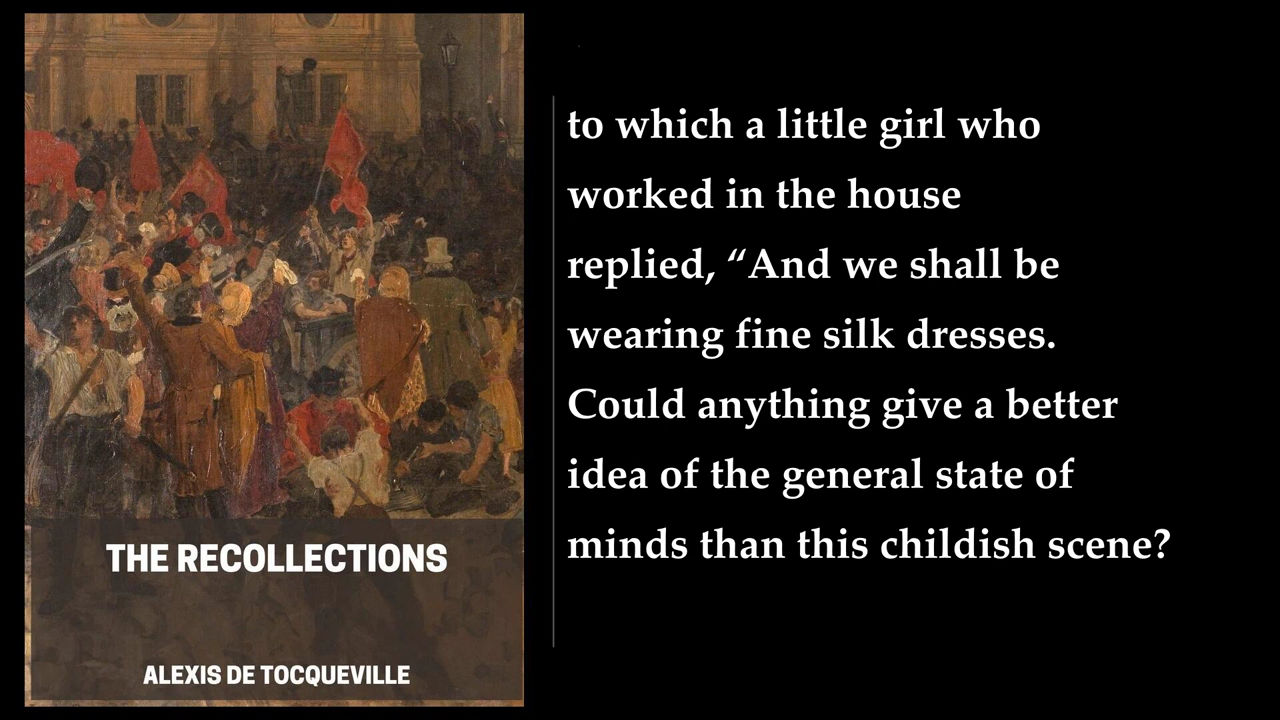 THE RECOLLECTIONS
ALEXIS DE TOCQUEVILLE
to which a little girl who
worked in the house
replied, “And we shall be
wearing fine silk dresses.
Could anything give a better
idea of the general state of
minds than this childish scene?